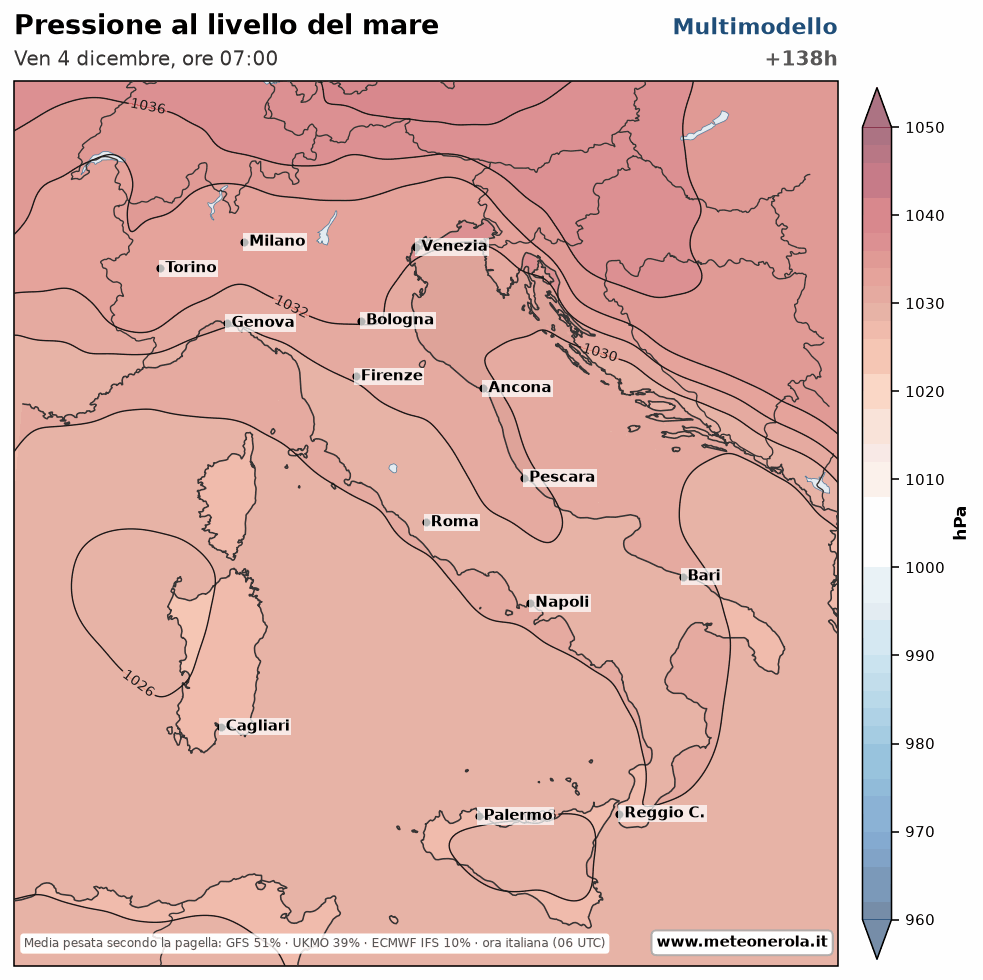 Pressione al livello del mare
Multimodello
Ven 4 dicembre, ore 07:00
+138h
1036
1050
1040
1030
1020
1010
1000
990
980
970
960
hPa
Milano
Venezia
Torino
1032
Genova
Bologna
1030
Firenze
Ancona
Pescara
Roma
Bari
Napoli
1026
Cagliari
Palermo
Reggio C.
Media pesata secondo la pagella: GFS 51% · UKMO 39% · ECMWF IFS 10% · ora italiana (06 UTC)
www.meteonerola.it